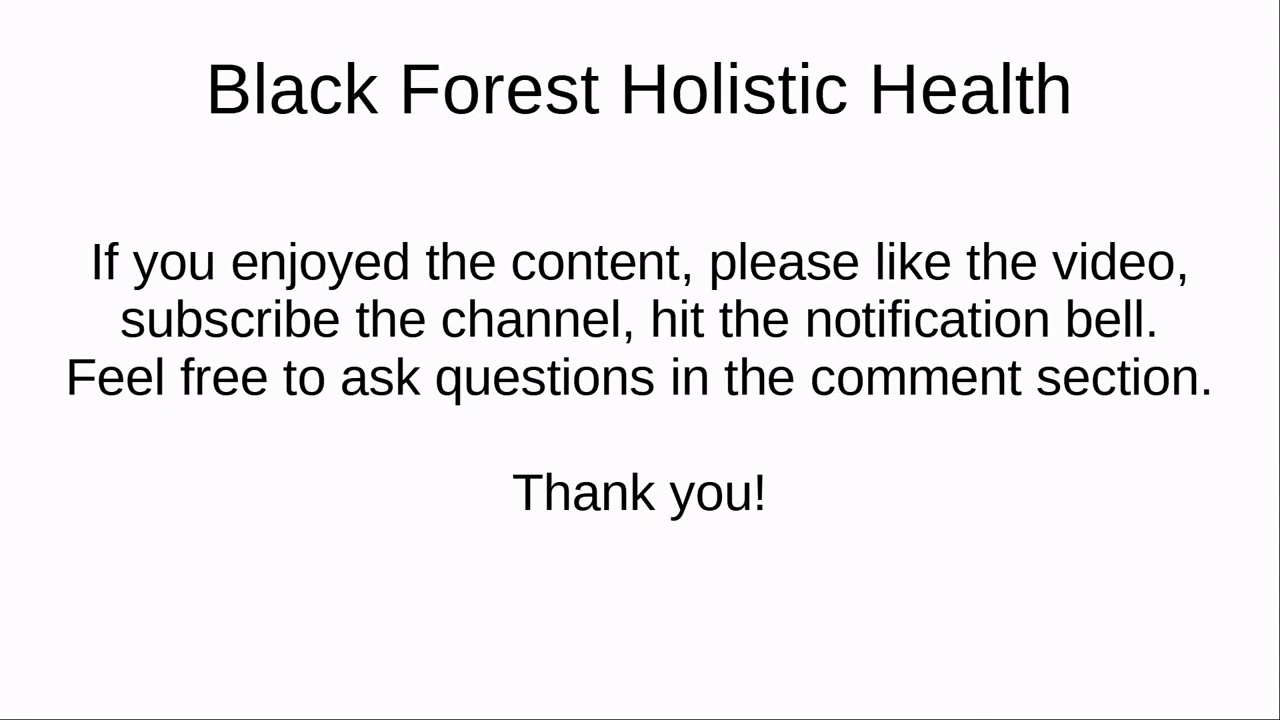 Black Forest Holistic Health
If you enjoyed the content, please like the video,
subscribe the channel, hit the notification bell.
Feel free to ask questions in the comment section.
Thank you!